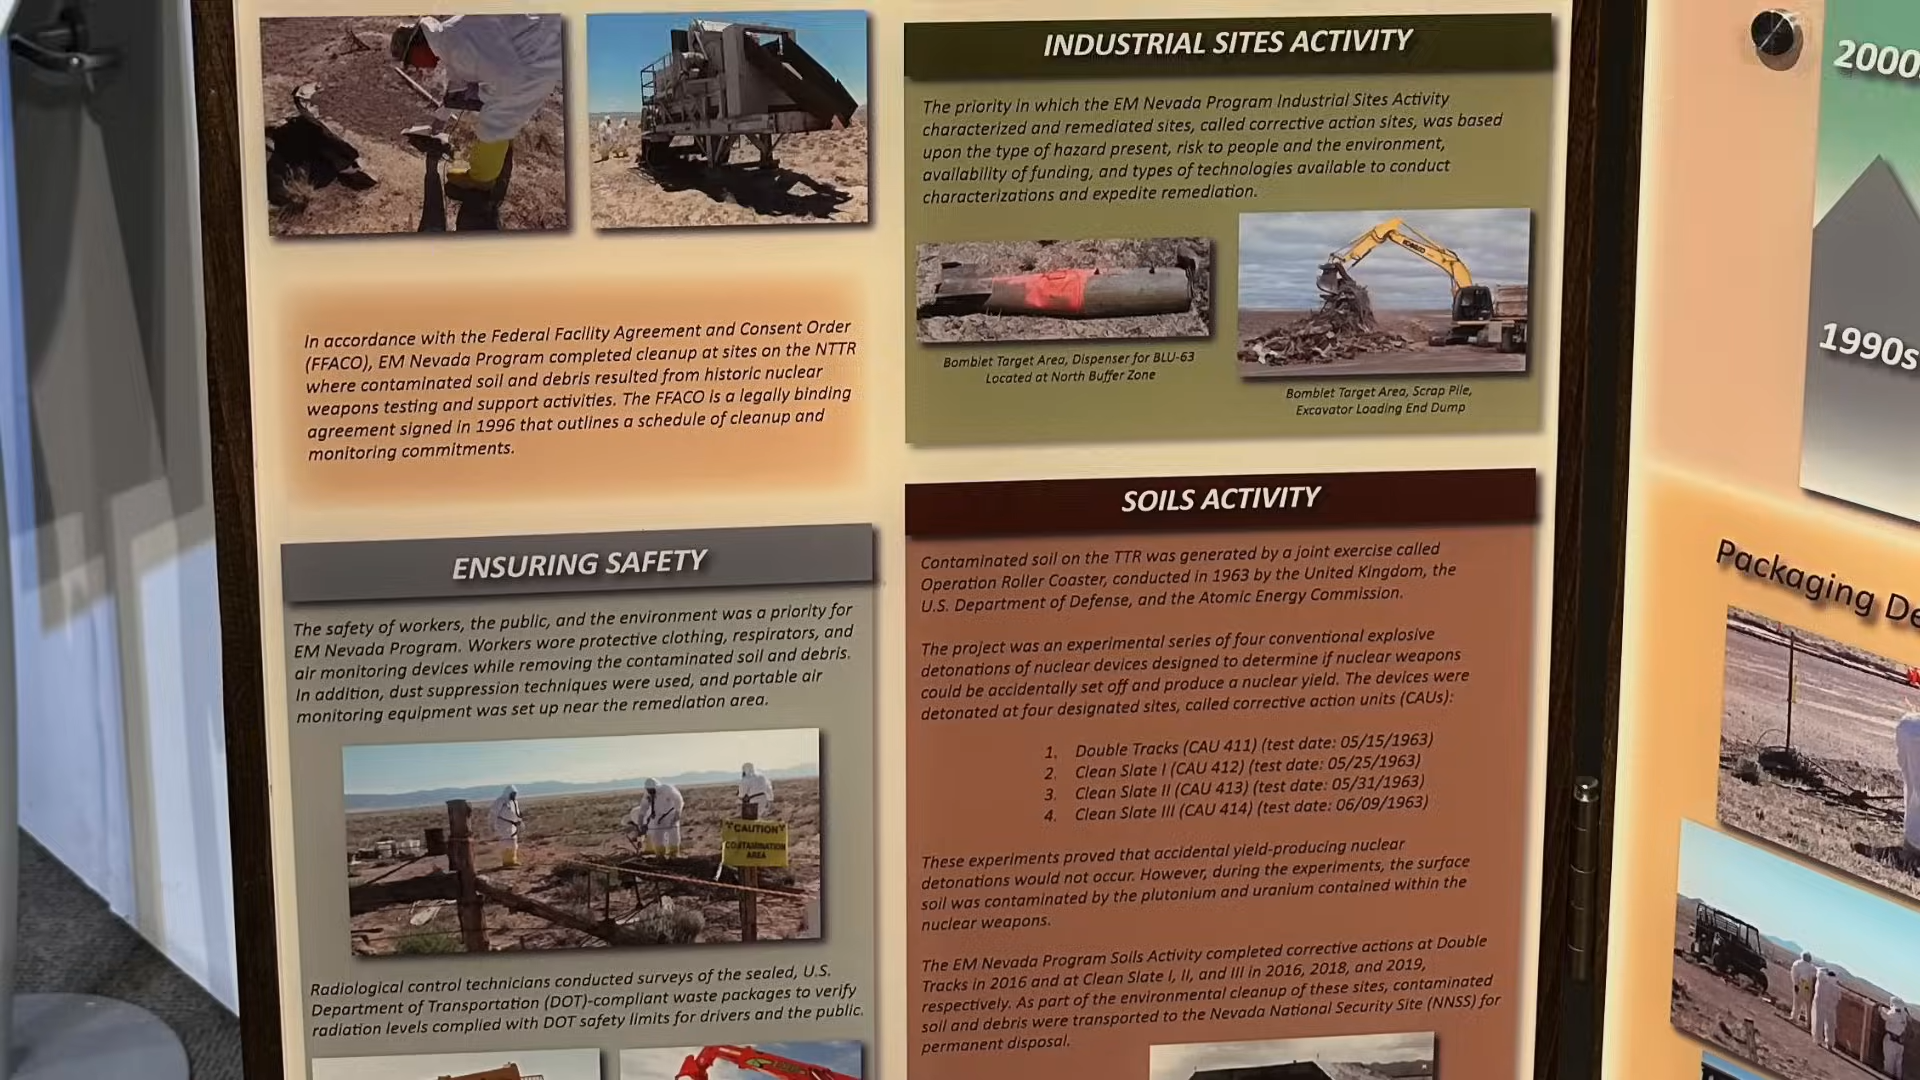 In accordance with the Federal Facility Agreement and Consent Order
(FFACO), EM Nevada Program completed cleanup at sites on the NTTR
where contaminated soil and debris resulted from historic nuclear
weapons testing and support activities. The FFACO is a legally binding
agreement signed in 1996 that outlines a schedule of cleanup and
monitoring commitments.
ENSURING SAFETY
The safety of workers, the public, and the environment was a priority for
EM Nevada Program. Workers wore protective clothing, respirators, and
air monitoring devices while removing the contaminated soil and debris.
In addition, dust suppression techniques were used, and portable air
monitoring equipment was set up near the remediation area.
CAUTION
CONTAMINATION
AREA
Radiological control technicians conducted surveys of the sealed, U.S.
Department of Transportation (DOT)-compliant waste packages to verify
radiation levels complied with DOT safety limits for drivers and the public.
INDUSTRIAL SITES ACTIVITY
The priority in which the EM Nevada Program Industrial Sites Activity
characterized and remediated sites, called corrective action sites, was based
upon the type of hazard present, risk to people and the environment,
availability of funding, and types of technologies available to conduct
characterizations and expedite remediation.
KOBELCO
Bomblet Target Area, Dispenser for BLU-63
Located at North Buffer Zone
Bomblet Target Area, Scrap Pile,
Excavator Loading End Dump
SOILS ACTIVITY
Contaminated soil on the TTR was generated by a joint exercise called
Operation Roller Coaster, conducted in 1963 by the United Kingdom, the
U.S. Department of Defense, and the Atomic Energy Commission.
The project was an experimental series of four conventional explosive
detonations of nuclear devices designed to determine if nuclear weapons
could be accidentally set off and produce a nuclear yield. The devices were
detonated at four designated sites, called corrective action units (CAUs):
1. Double Tracks (CAU 411) (test date: 05/15/1963)
2. Clean Slate I (CAU 412) (test date: 05/25/1963)
3. Clean Slate II (CAU 413) (test date: 05/31/1963)
4. Clean Slate III (CAU 414) (test date: 06/09/1963)
These experiments proved that accidental yield-producing nuclear
detonations would not occur. However, during the experiments, the surface
soil was contaminated by the plutonium and uranium contained within the
nuclear weapons.
The EM Nevada Program Soils Activity completed corrective actions at Double
Tracks in 2016 and at Clean Slate I, II, and III in 2016, 2018, and 2019,
respectively. As part of the environmental cleanup of these sites, contaminated
soil and debris were transported to the Nevada National Security Site (NNSS) for
permanent disposal.
2000
1990s
Packaging De